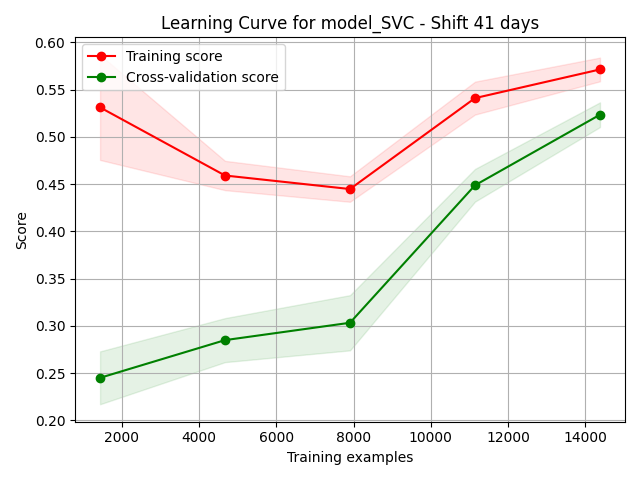 Learning Curve for model_SVC - Shift 41 days
Training score
Cross-validation score
Score
0.60
0.55
0.50
0.45
0.40
0.35
0.30
0.25
0.20
2000 4000 6000 8000 10000 12000 14000
Training examples